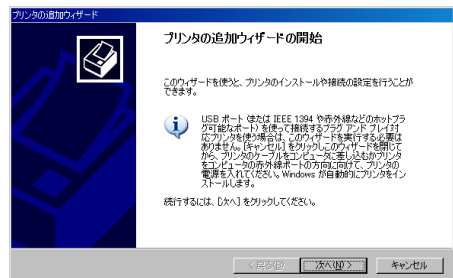 プリンタの追加ウィザード
プリンタの追加ウィザードの開始
このウィザードを使うと、プリンタのインストールや接続の設定を行うことが
できます。
USB ポート (または IEEE 1394 や赤外線などのホットプラ
グ可能なポート) を使って接続するプラグ アンド プレイ対
応プリンタを使う場合は、このウィザードを実行する必要は
ありません。[キャンセル] をクリックしこのウィザードを閉じて
から、プリンタのケーブルをコンピュータに差し込むかプリンタ
をコンピュータの赤外線ポートの方向に向けて、プリンタの
電源を入れてください。Windows が自動的にプリンタをイン
ストールします。
続行するには、[次へ] をクリックしてください。
< 戻る(B)
次へ(N) >
キャンセル